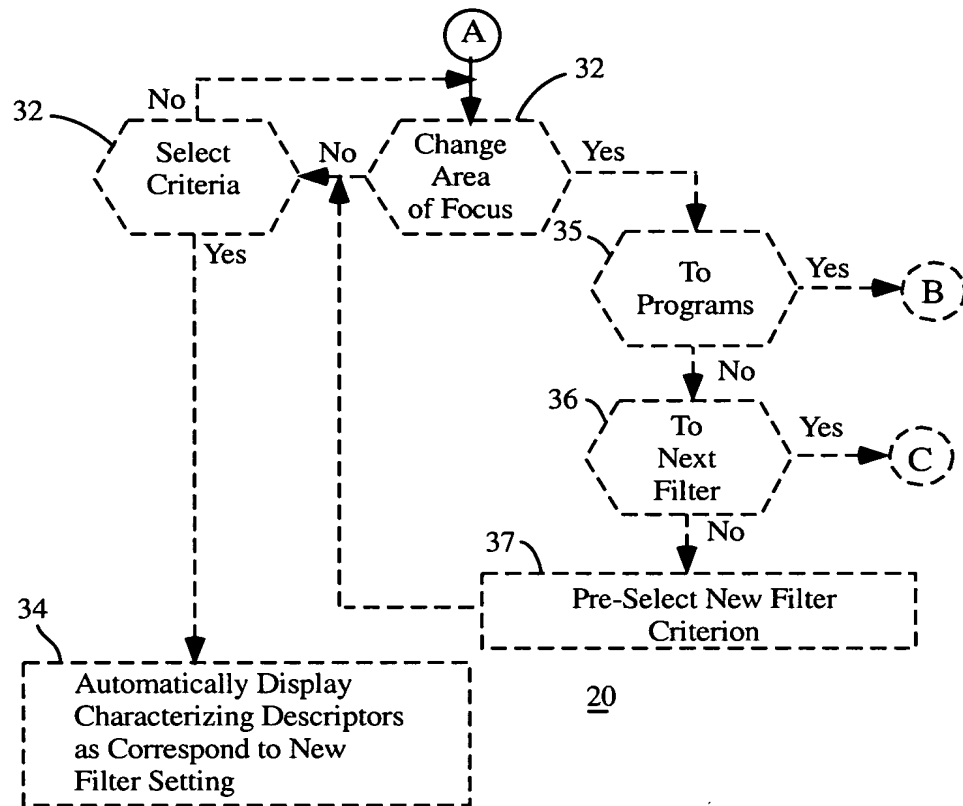 A
32
No
32
Select
Criteria
No
Change
Area
of Focus
Yes
Yes
35
To
Programs
Yes
B
No
36
To
Next
Filter
Yes
C
No
37
Pre-Select New Filter
Criterion
34
Automatically Display
Characterizing Descriptors
as Correspond to New
Filter Setting
20